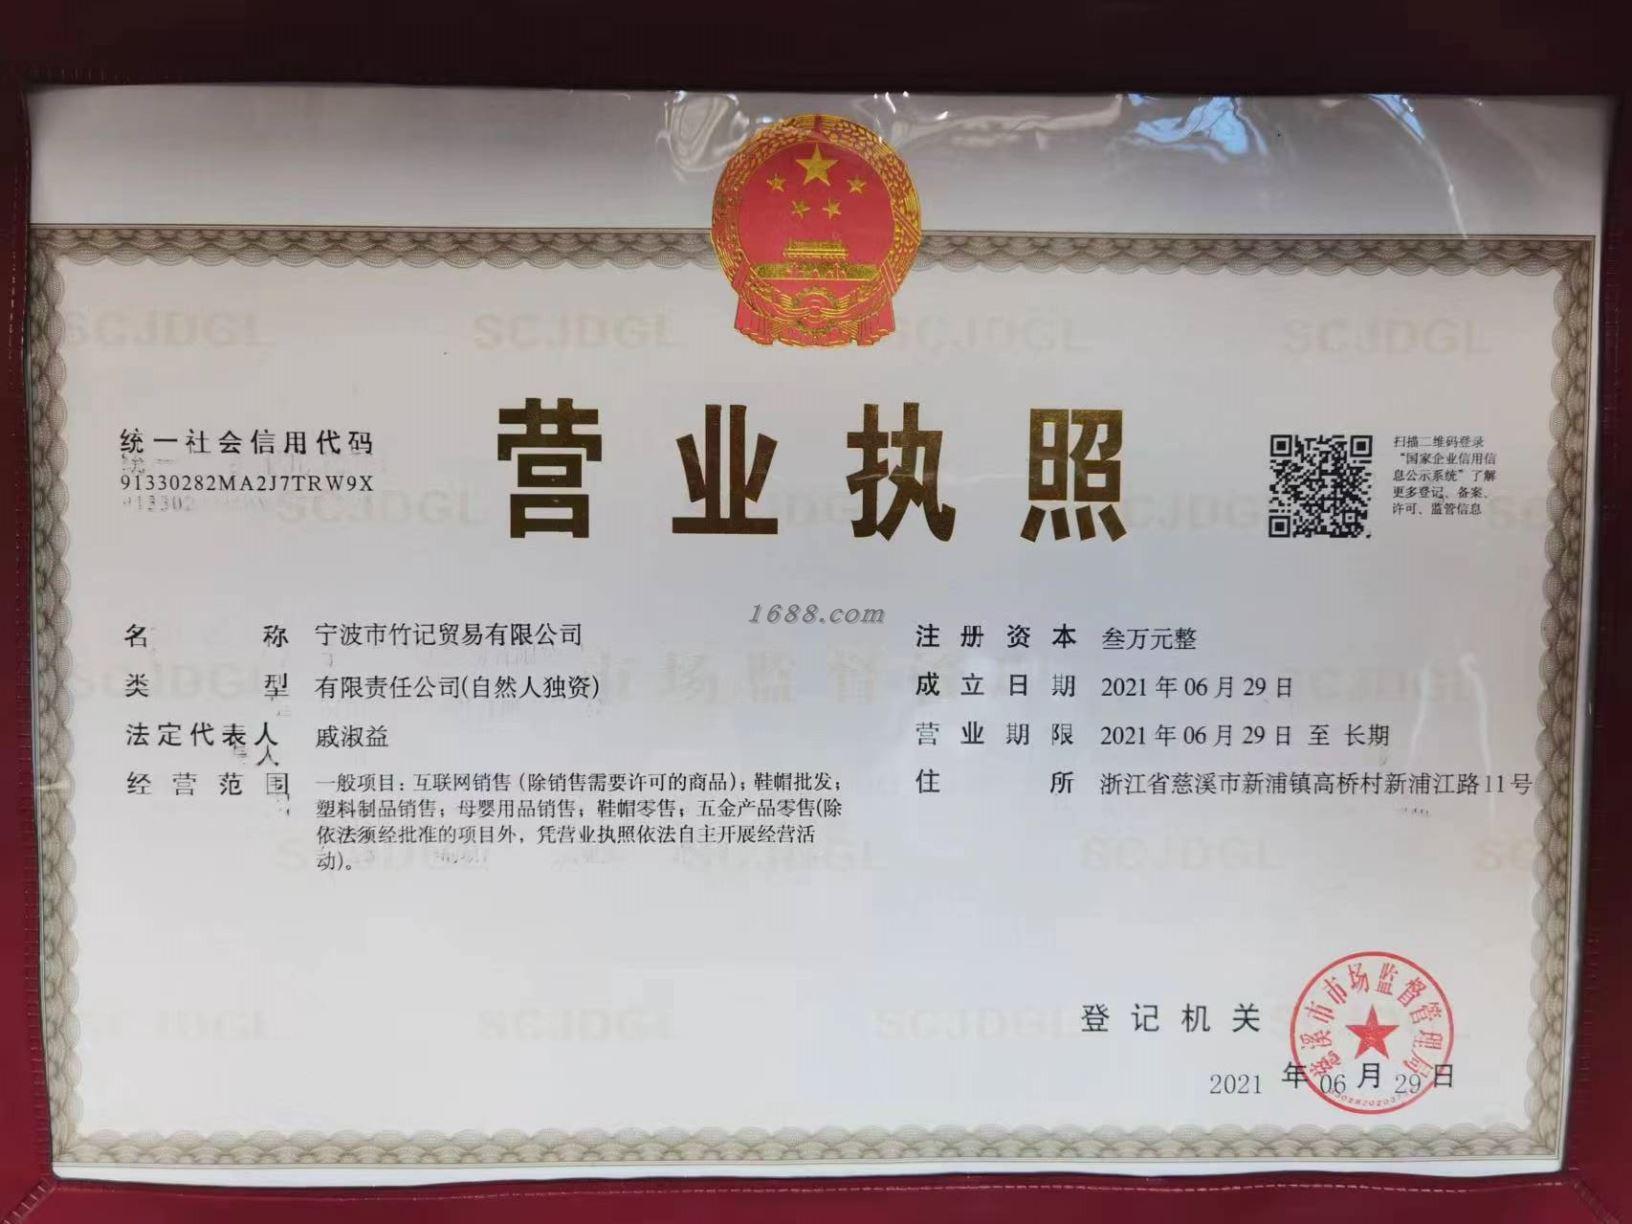 营业执照
统一社会信用代码
91330282MA2J7TRW9X
扫描二维码登录
“国家企业信用信
息公示系统”了解
更多登记、备案、
许可、监管信息
1688.com
名称 宁波市竹记贸易有限公司
类型 有限责任公司(自然人独资)
法定代表人 戚淑益
经营范围 一般项目：互联网销售（除销售需要许可的商品）；鞋帽批发；
塑料制品销售；母婴用品销售；鞋帽零售；五金产品零售(除
依法须经批准的项目外，凭营业执照依法自主开展经营活
动)。
注册资本 叁万元整
成立日期 2021年06月29日
营业期限 2021年06月29日至长期
住所 浙江省慈溪市新浦镇高桥村新浦江路11号
登记机关
慈溪市市场监督管理局
2021年06月29日
SCJDGL